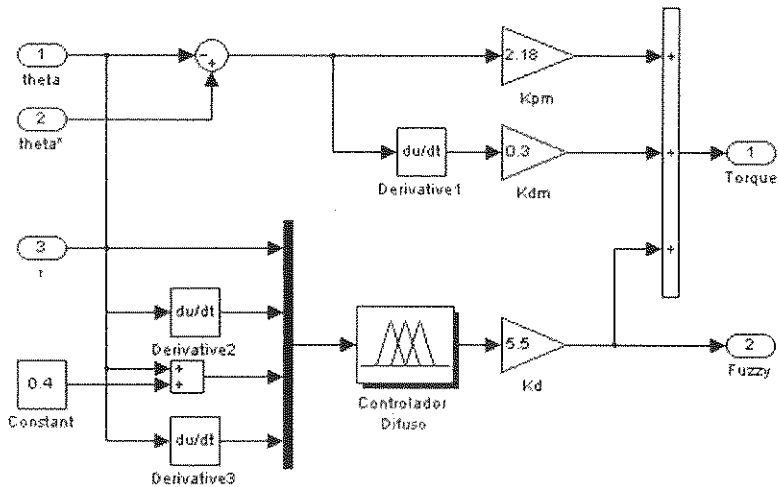 1
theta
2
theta*
3
r
0.4
Constant
du/dt
Derivative2
du/dt
Derivative3
-
+
+
+
du/dt
Derivative1
2.18
Kpm
0.3
Kdm
Controlador
Difuso
5.5
Kd
+
+
+
1
Torque
2
Fuzzy